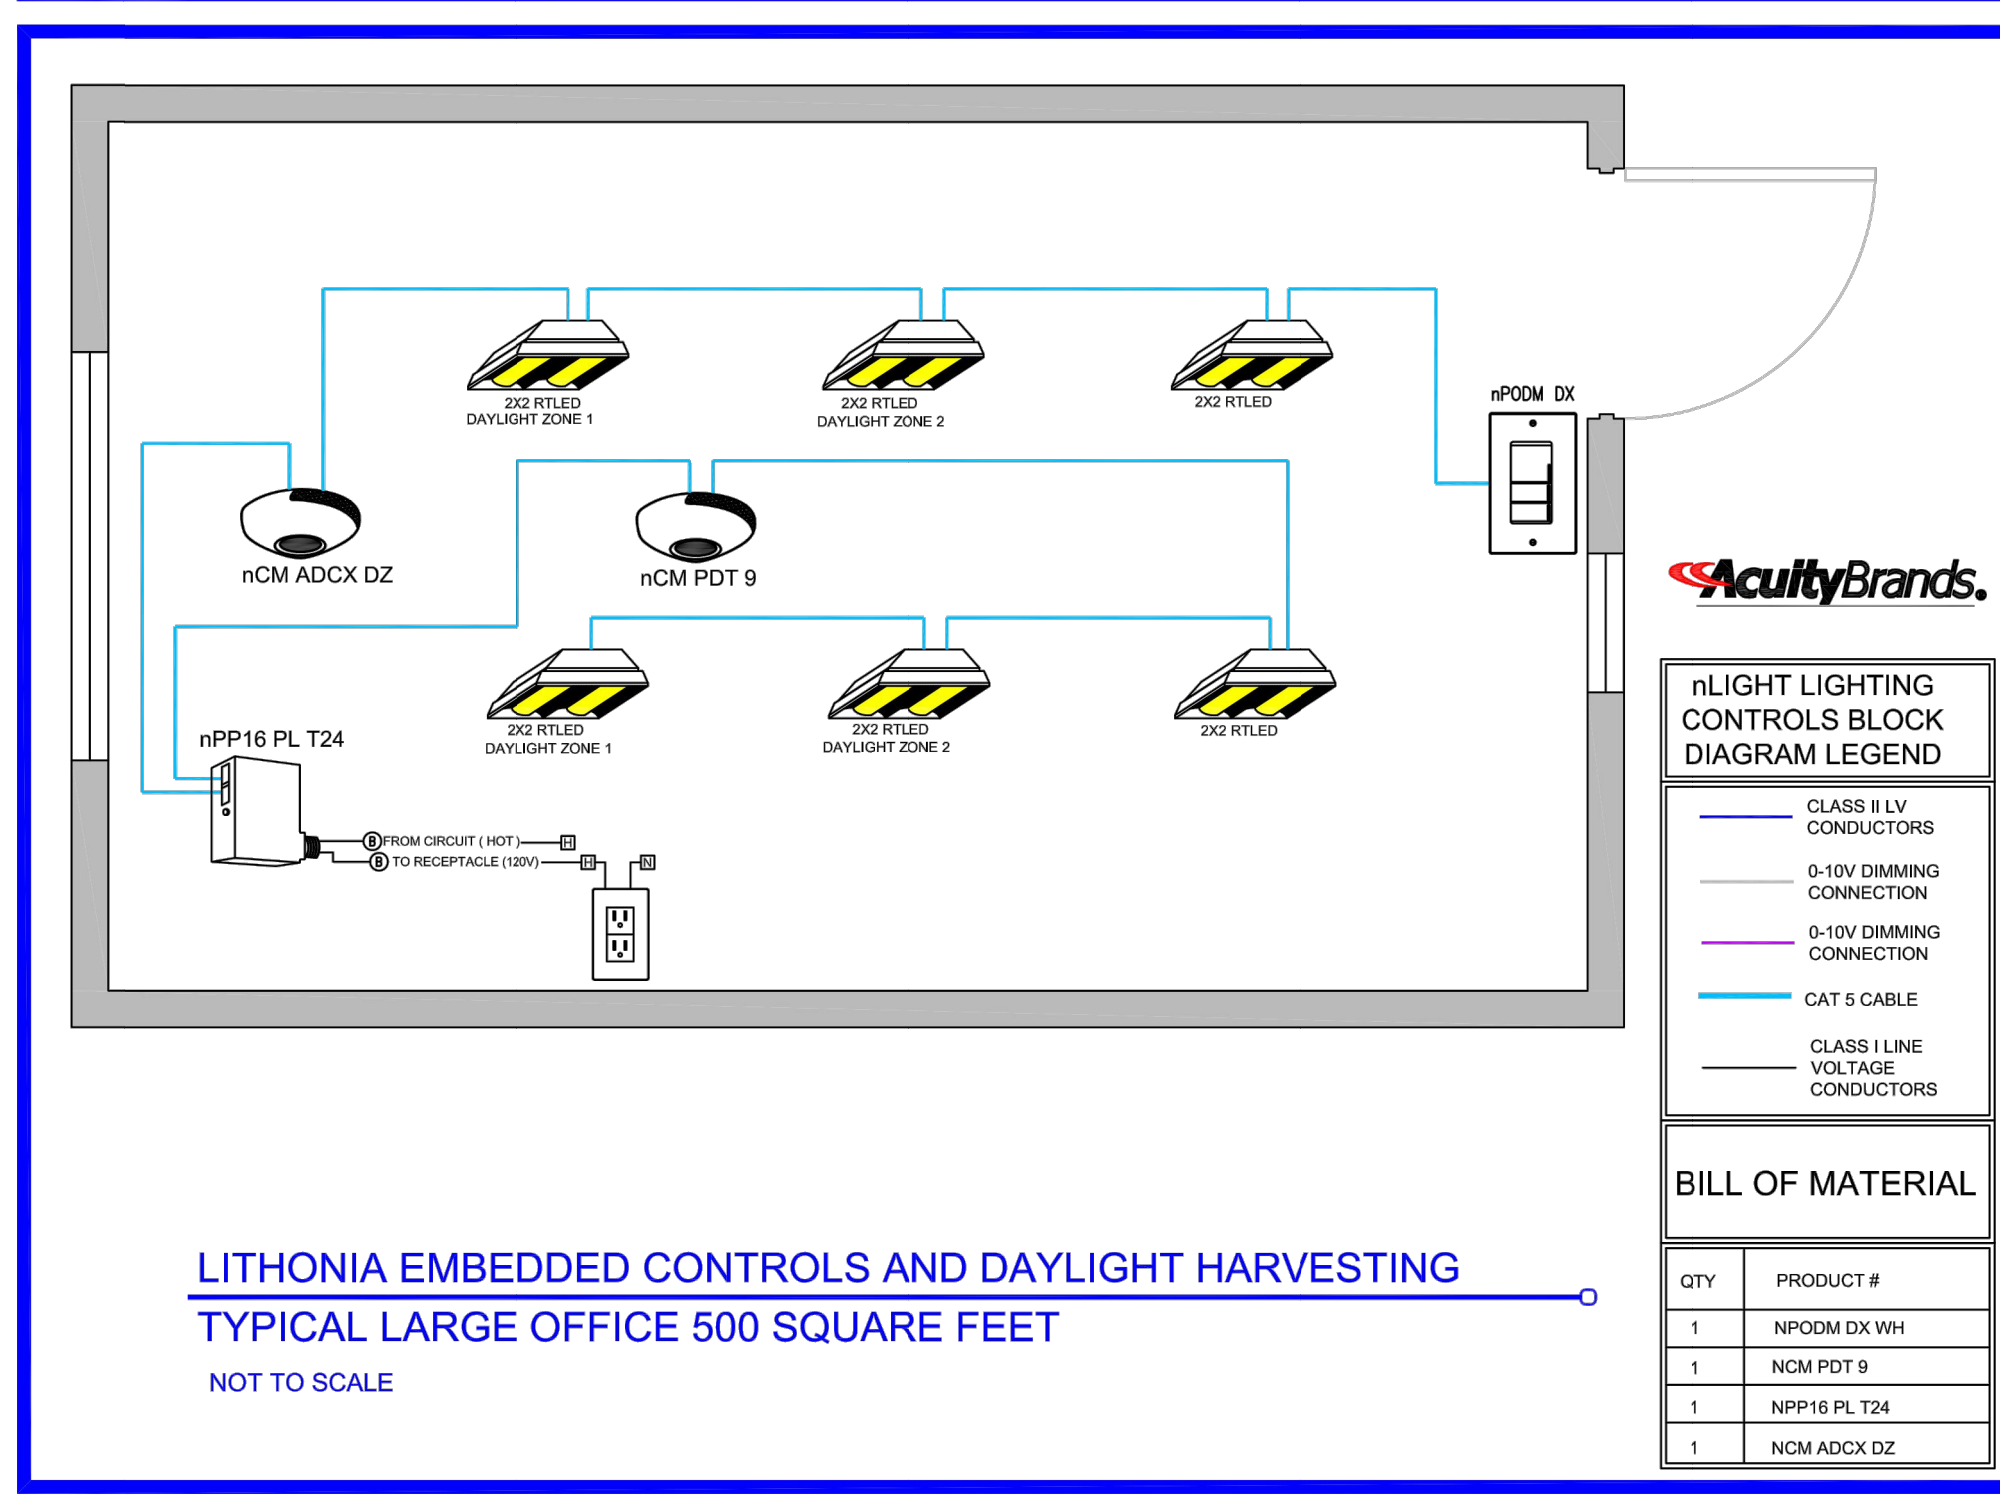 2X2 RTLED
DAYLIGHT ZONE 1
2X2 RTLED
DAYLIGHT ZONE 2
2X2 RTLED
nPODM DX
nCM ADCX DZ
nCM PDT 9
2X2 RTLED
DAYLIGHT ZONE 1
2X2 RTLED
DAYLIGHT ZONE 2
2X2 RTLED
nPP16 PL T24
B FROM CIRCUIT ( HOT ) H
B TO RECEPTACLE (120V) H N
AcuityBrands.
nLIGHT LIGHTING
CONTROLS BLOCK
DIAGRAM LEGEND
CLASS II LV
CONDUCTORS
0-10V DIMMING
CONNECTION
0-10V DIMMING
CONNECTION
CAT 5 CABLE
CLASS I LINE
VOLTAGE
CONDUCTORS
BILL OF MATERIAL
QTY PRODUCT #
1 NPODM DX WH
1 NCM PDT 9
1 NPP16 PL T24
1 NCM ADCX DZ
LITHONIA EMBEDDED CONTROLS AND DAYLIGHT HARVESTING
TYPICAL LARGE OFFICE 500 SQUARE FEET
NOT TO SCALE